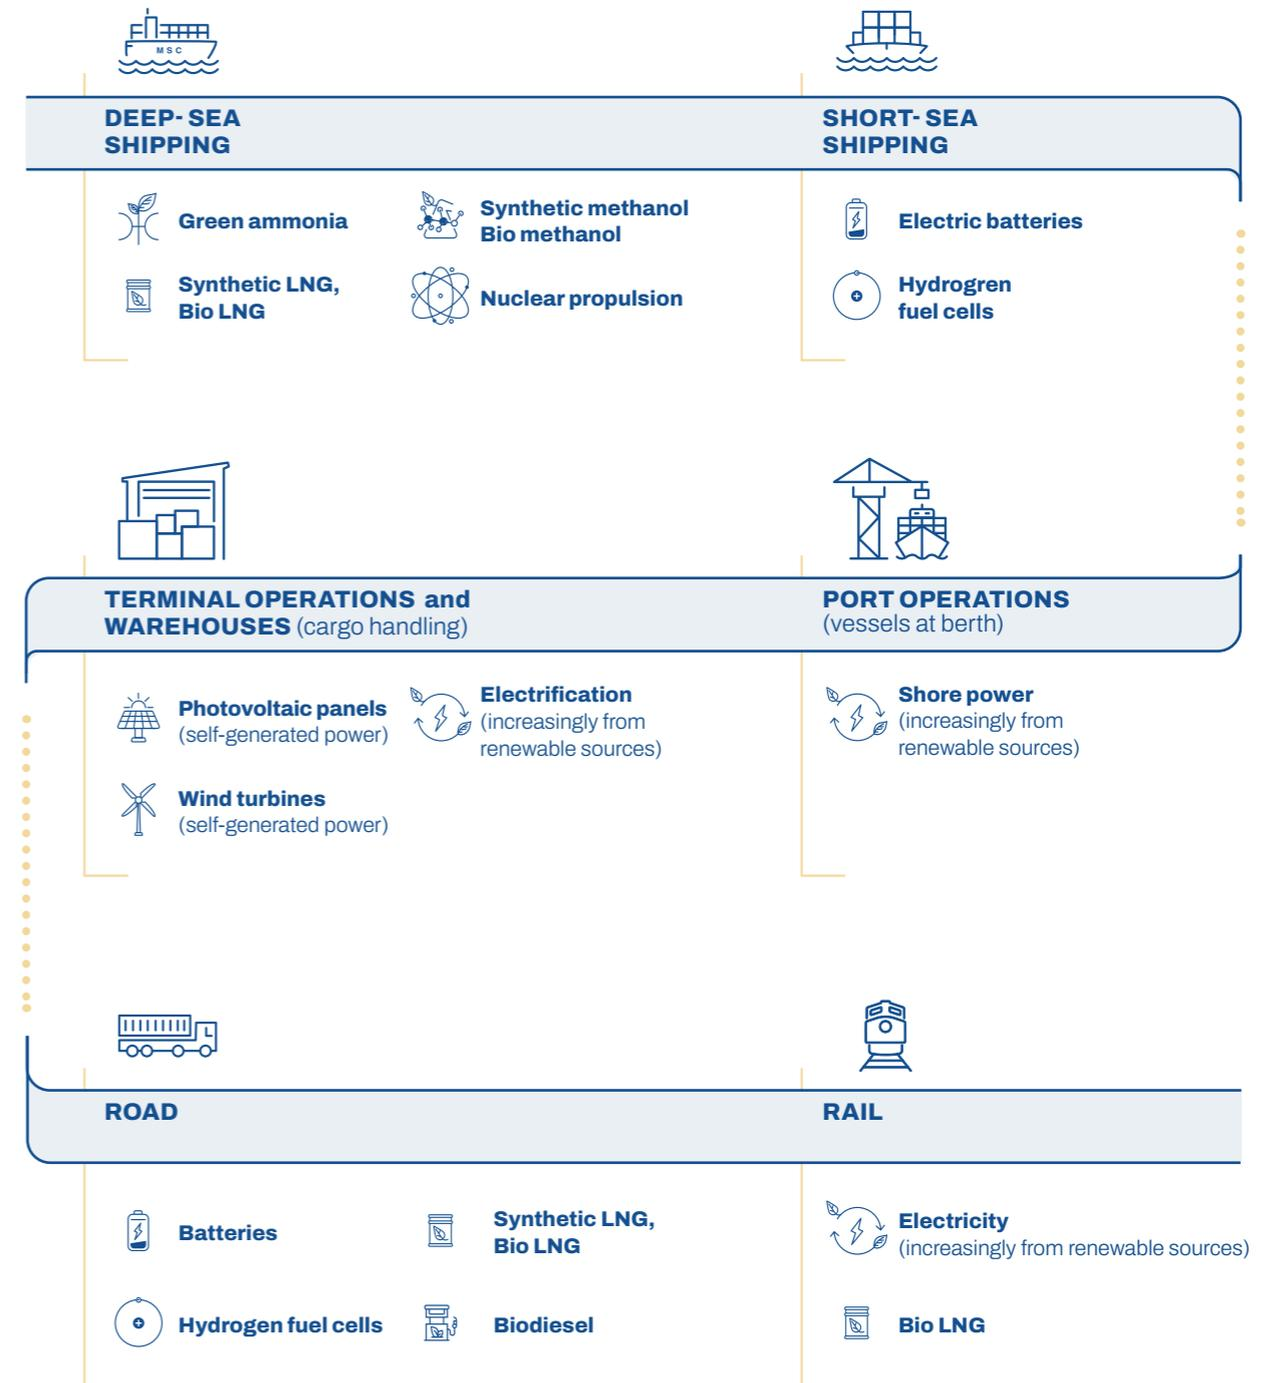 MSC
DEEP- SEA
SHIPPING
SHORT- SEA
SHIPPING
Green ammonia
Synthetic methanol
Bio methanol
Electric batteries
Synthetic LNG,
Bio LNG
Nuclear propulsion
Hydrogren
fuel cells
TERMINAL OPERATIONS and
WAREHOUSES (cargo handling)
PORT OPERATIONS
(vessels at berth)
Photovoltaic panels
(self-generated power)
Electrification
(increasingly from
renewable sources)
Shore power
(increasingly from
renewable sources)
Wind turbines
(self-generated power)
ROAD
RAIL
Batteries
Synthetic LNG,
Bio LNG
Electricity
(increasingly from renewable sources)
Hydrogen fuel cells
Biodiesel
Bio LNG